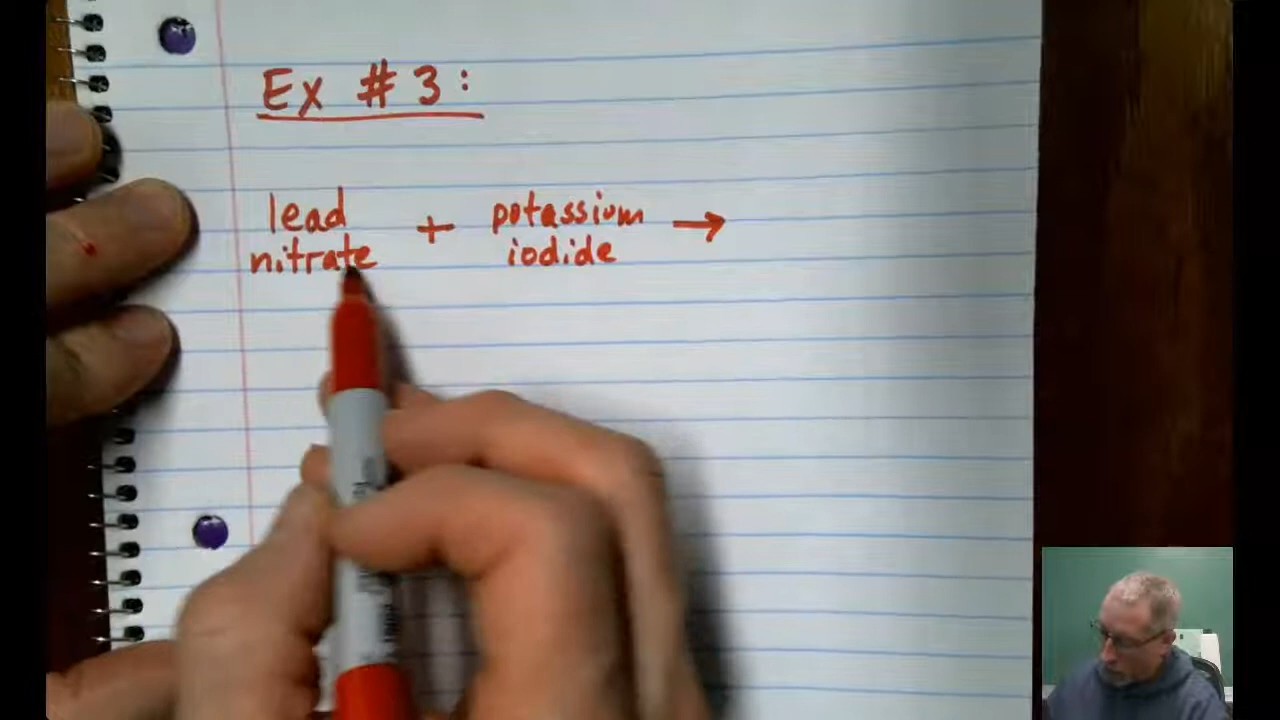 Ex # 3:
lead + potassium →
nitrate iodide